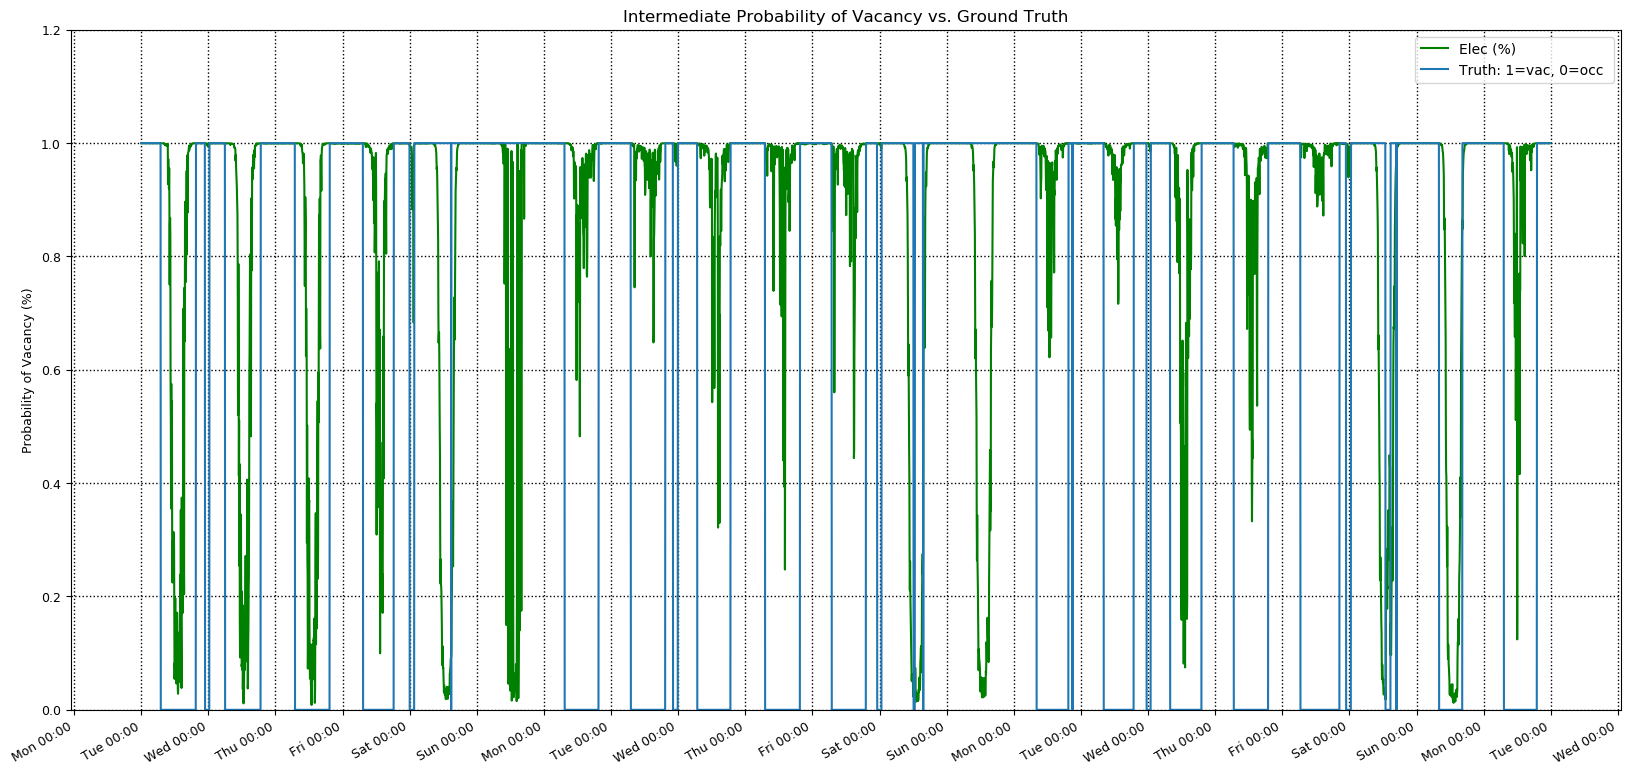 Intermediate Probability of Vacancy vs. Ground Truth
Elec (%)
Truth: 1=vac, 0=occ
Probability of Vacancy (%)
1.2
1.0
0.8
0.6
0.4
0.2
0.0
Mon 00:00
Tue 00:00
Wed 00:00
Thu 00:00
Fri 00:00
Sat 00:00
Sun 00:00
Mon 00:00
Tue 00:00
Wed 00:00
Thu 00:00
Fri 00:00
Sat 00:00
Sun 00:00
Mon 00:00
Tue 00:00
Wed 00:00
Thu 00:00
Fri 00:00
Sat 00:00
Sun 00:00
Mon 00:00
Tue 00:00
Wed 00:00